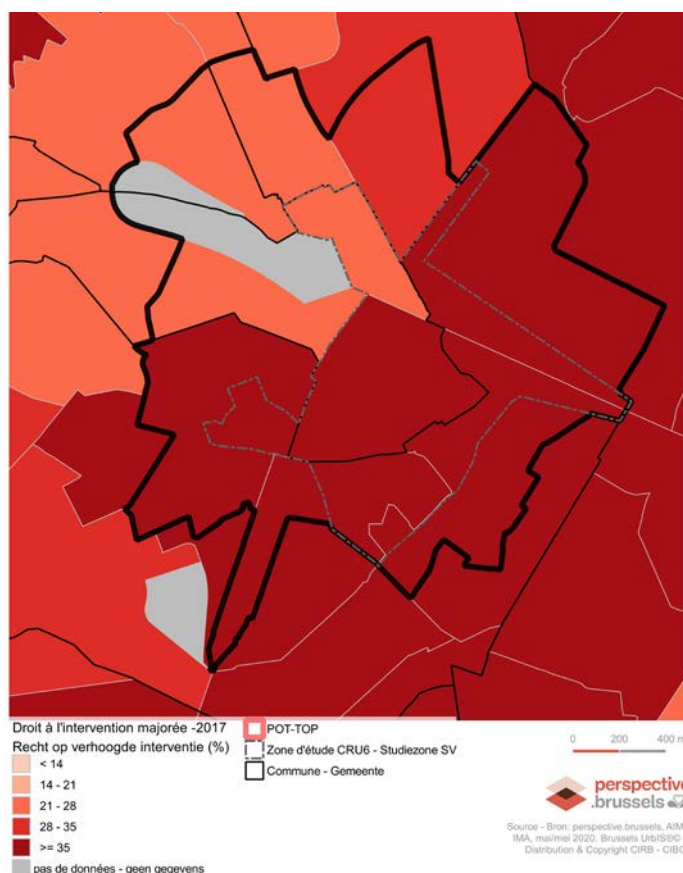 Droit à l'intervention majorée -2017
Recht op verhoogde interventie (%)
< 14
14 - 21
21 - 28
28 - 35
>= 35
pas de données - geen gegevens
POT-TOP
Zone d'étude CRU6 - Studiezone SV
Commune - Gemeente
0 200 400 m
perspective
.brussels
Source - Bron: perspective.brussels, AIM
IMA, mai/mei 2020. Brussels UrbIS®©
Distribution & Copyright CIRB - CIBG